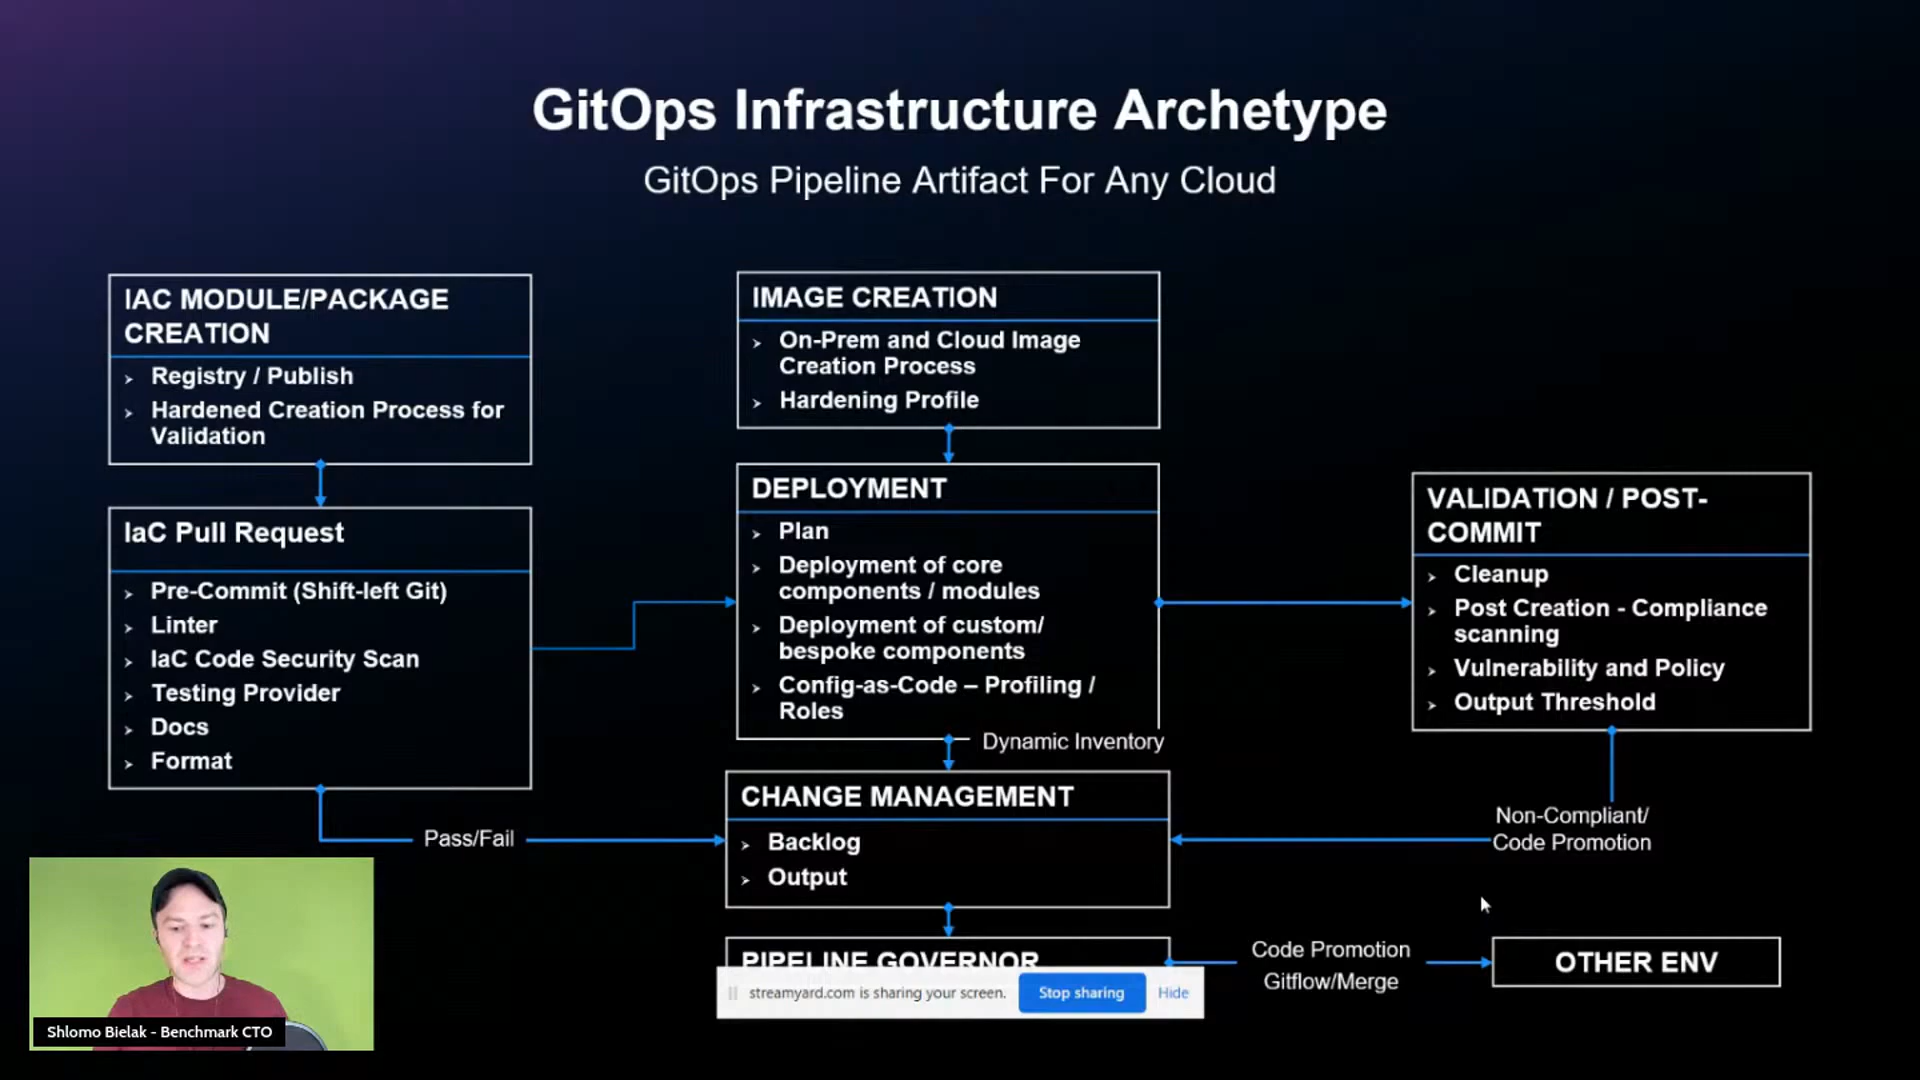 GitOps Infrastructure Archetype
GitOps Pipeline Artifact For Any Cloud
IAC MODULE/PACKAGE
CREATION
Registry / Publish
Hardened Creation Process for
Validation
IaC Pull Request
Pre-Commit (Shift-left Git)
Linter
IaC Code Security Scan
Testing Provider
Docs
Format
Pass/Fail
IMAGE CREATION
On-Prem and Cloud Image
Creation Process
Hardening Profile
DEPLOYMENT
Plan
Deployment of core
components / modules
Deployment of custom/
bespoke components
Config-as-Code – Profiling /
Roles
Dynamic Inventory
CHANGE MANAGEMENT
Backlog
Output
PIPELINE GOVERNOR
VALIDATION / POST-
COMMIT
Cleanup
Post Creation - Compliance
scanning
Vulnerability and Policy
Output Threshold
Non-Compliant/
Code Promotion
Code Promotion
Gitflow/Merge
OTHER ENV
streamyard.com is sharing your screen.
Stop sharing
Hide
Shlomo Bielak - Benchmark CTO